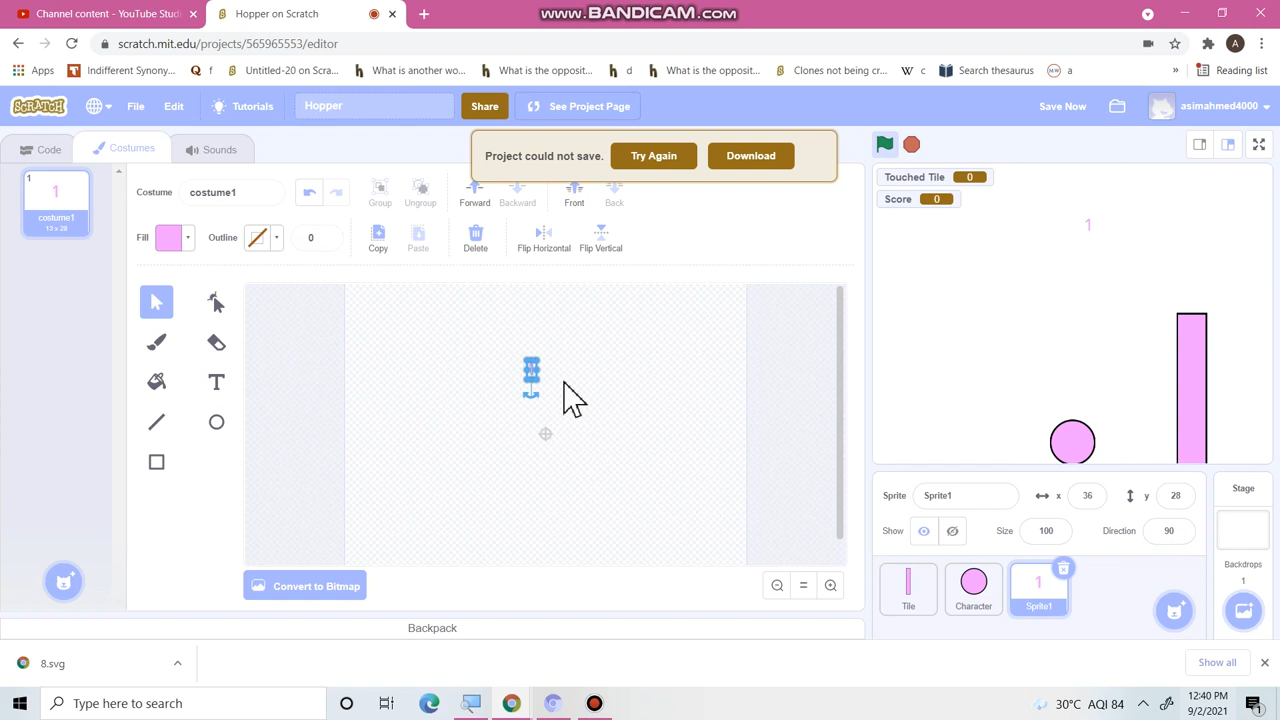 www.BANDICAM.com
Content - YouTube Stud
Hopper on Scratch
scratch.mit.edu/projects/565965553/editor
A
Apps
Indifferent Synony...
f
Untitled-20 on Scra...
What is another wo...
What is the opposit...
d
What is the opposit...
Clones not being cr...
c
Search thesaurus
a
»
Reading list
SCRATCH
File
Edit
Tutorials
Hopper
Share
See Project Page
Save Now
asimahmed4000
Code
Costumes
Sounds
Project could not save.
Try Again
Download
Touched Tile 0
Score 0
1
1
1
costume1
13 x 28
Costume
costume1
Group
Ungroup
Forward
Backward
Front
Back
Fill
Outline
0
Copy
Paste
Delete
Flip Horizontal
Flip Vertical
T
Convert to Bitmap
Sprite
Sprite1
x
36
y
28
Show
Size
100
Direction
90
Tile
Character
1
Sprite1
Stage
Backdrops
1
Backpack
8.svg
Show all
Type here to search
30°C AQI 84
12:40 PM
9/2/2021
1